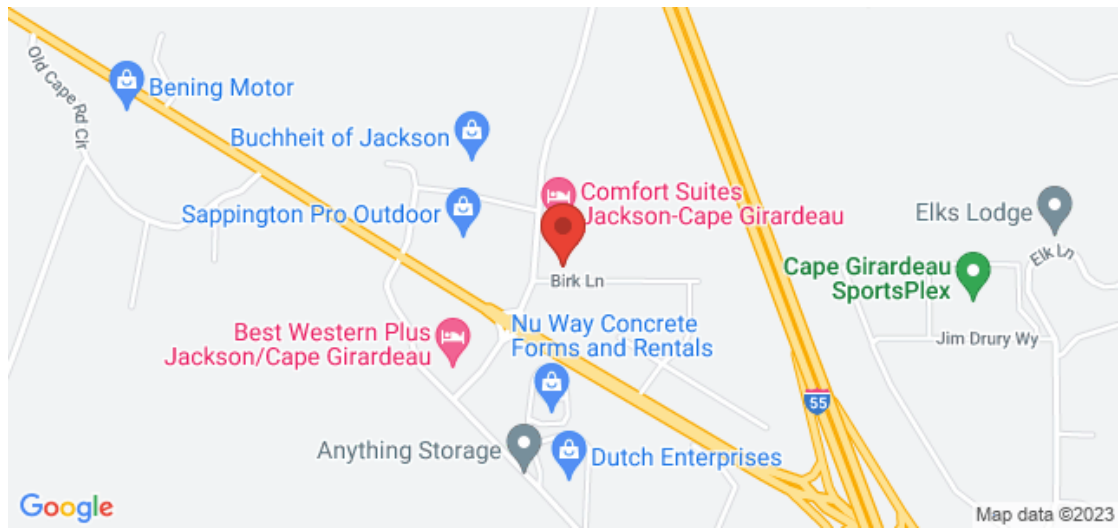 Old Cape Rd Cir
Bening Motor
Buchheit of Jackson
Comfort Suites
Jackson-Cape Girardeau
Sappington Pro Outdoor
Elks Lodge
Elk Ln
Cape Girardeau
SportsPlex
Birk Ln
Nu Way Concrete
Forms and Rentals
Best Western Plus
Jackson/Cape Girardeau
Jim Drury Wy
55
Anything Storage
Dutch Enterprises
Google
Map data ©2023